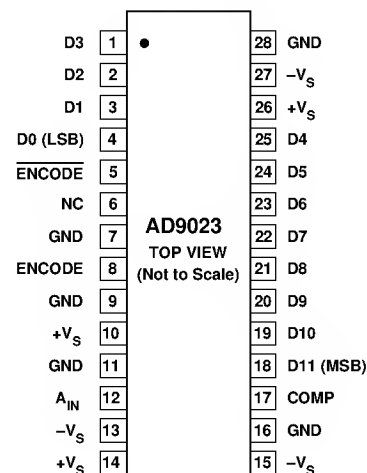 D3 1 28 GND
D2 2 27 –VS
D1 3 26 +VS
D0 (LSB) 4 25 D4
ENCODE 5 24 D5
NC 6 23 D6
GND 7 AD9023 22 D7
TOP VIEW
ENCODE 8 (Not to Scale) 21 D8
GND 9 20 D9
+VS 10 19 D10
GND 11 18 D11 (MSB)
AIN 12 17 COMP
–VS 13 16 GND
+VS 14 15 –VS